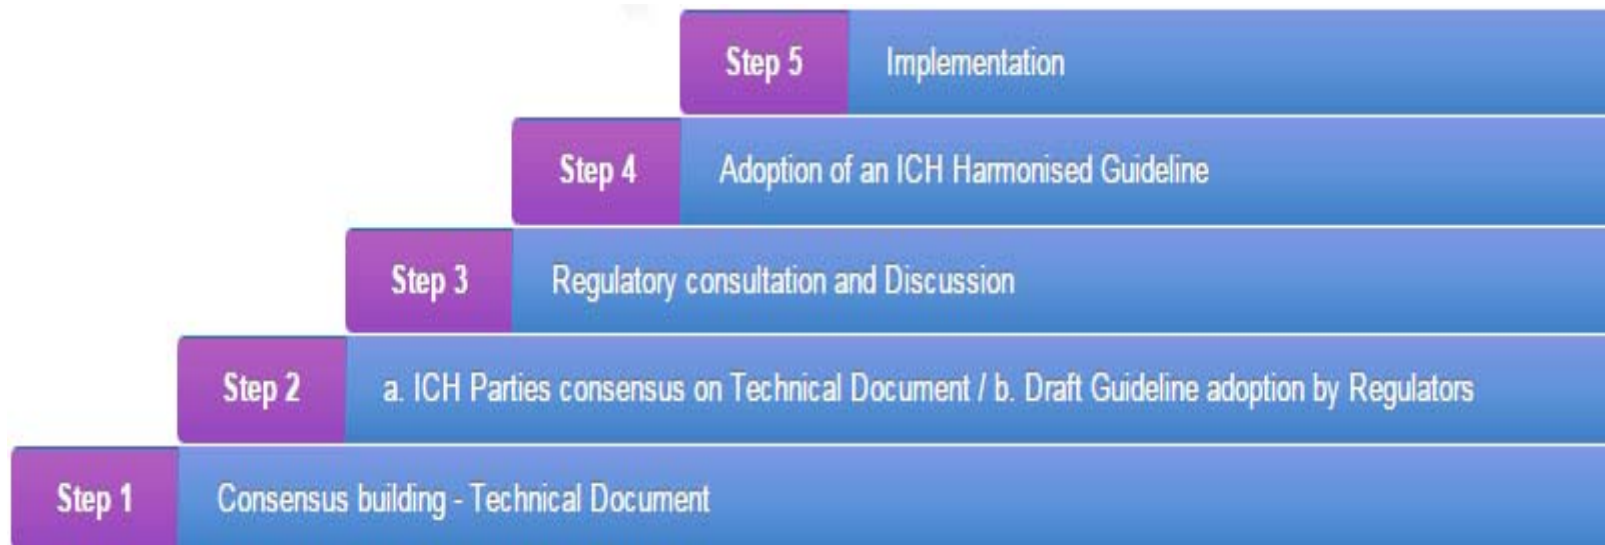 Step 5 Implementation
Step 4 Adoption of an ICH Harmonised Guideline
Step 3 Regulatory consultation and Discussion
Step 2 a. ICH Parties consensus on Technical Document / b. Draft Guideline adoption by Regulators
Step 1 Consensus building - Technical Document